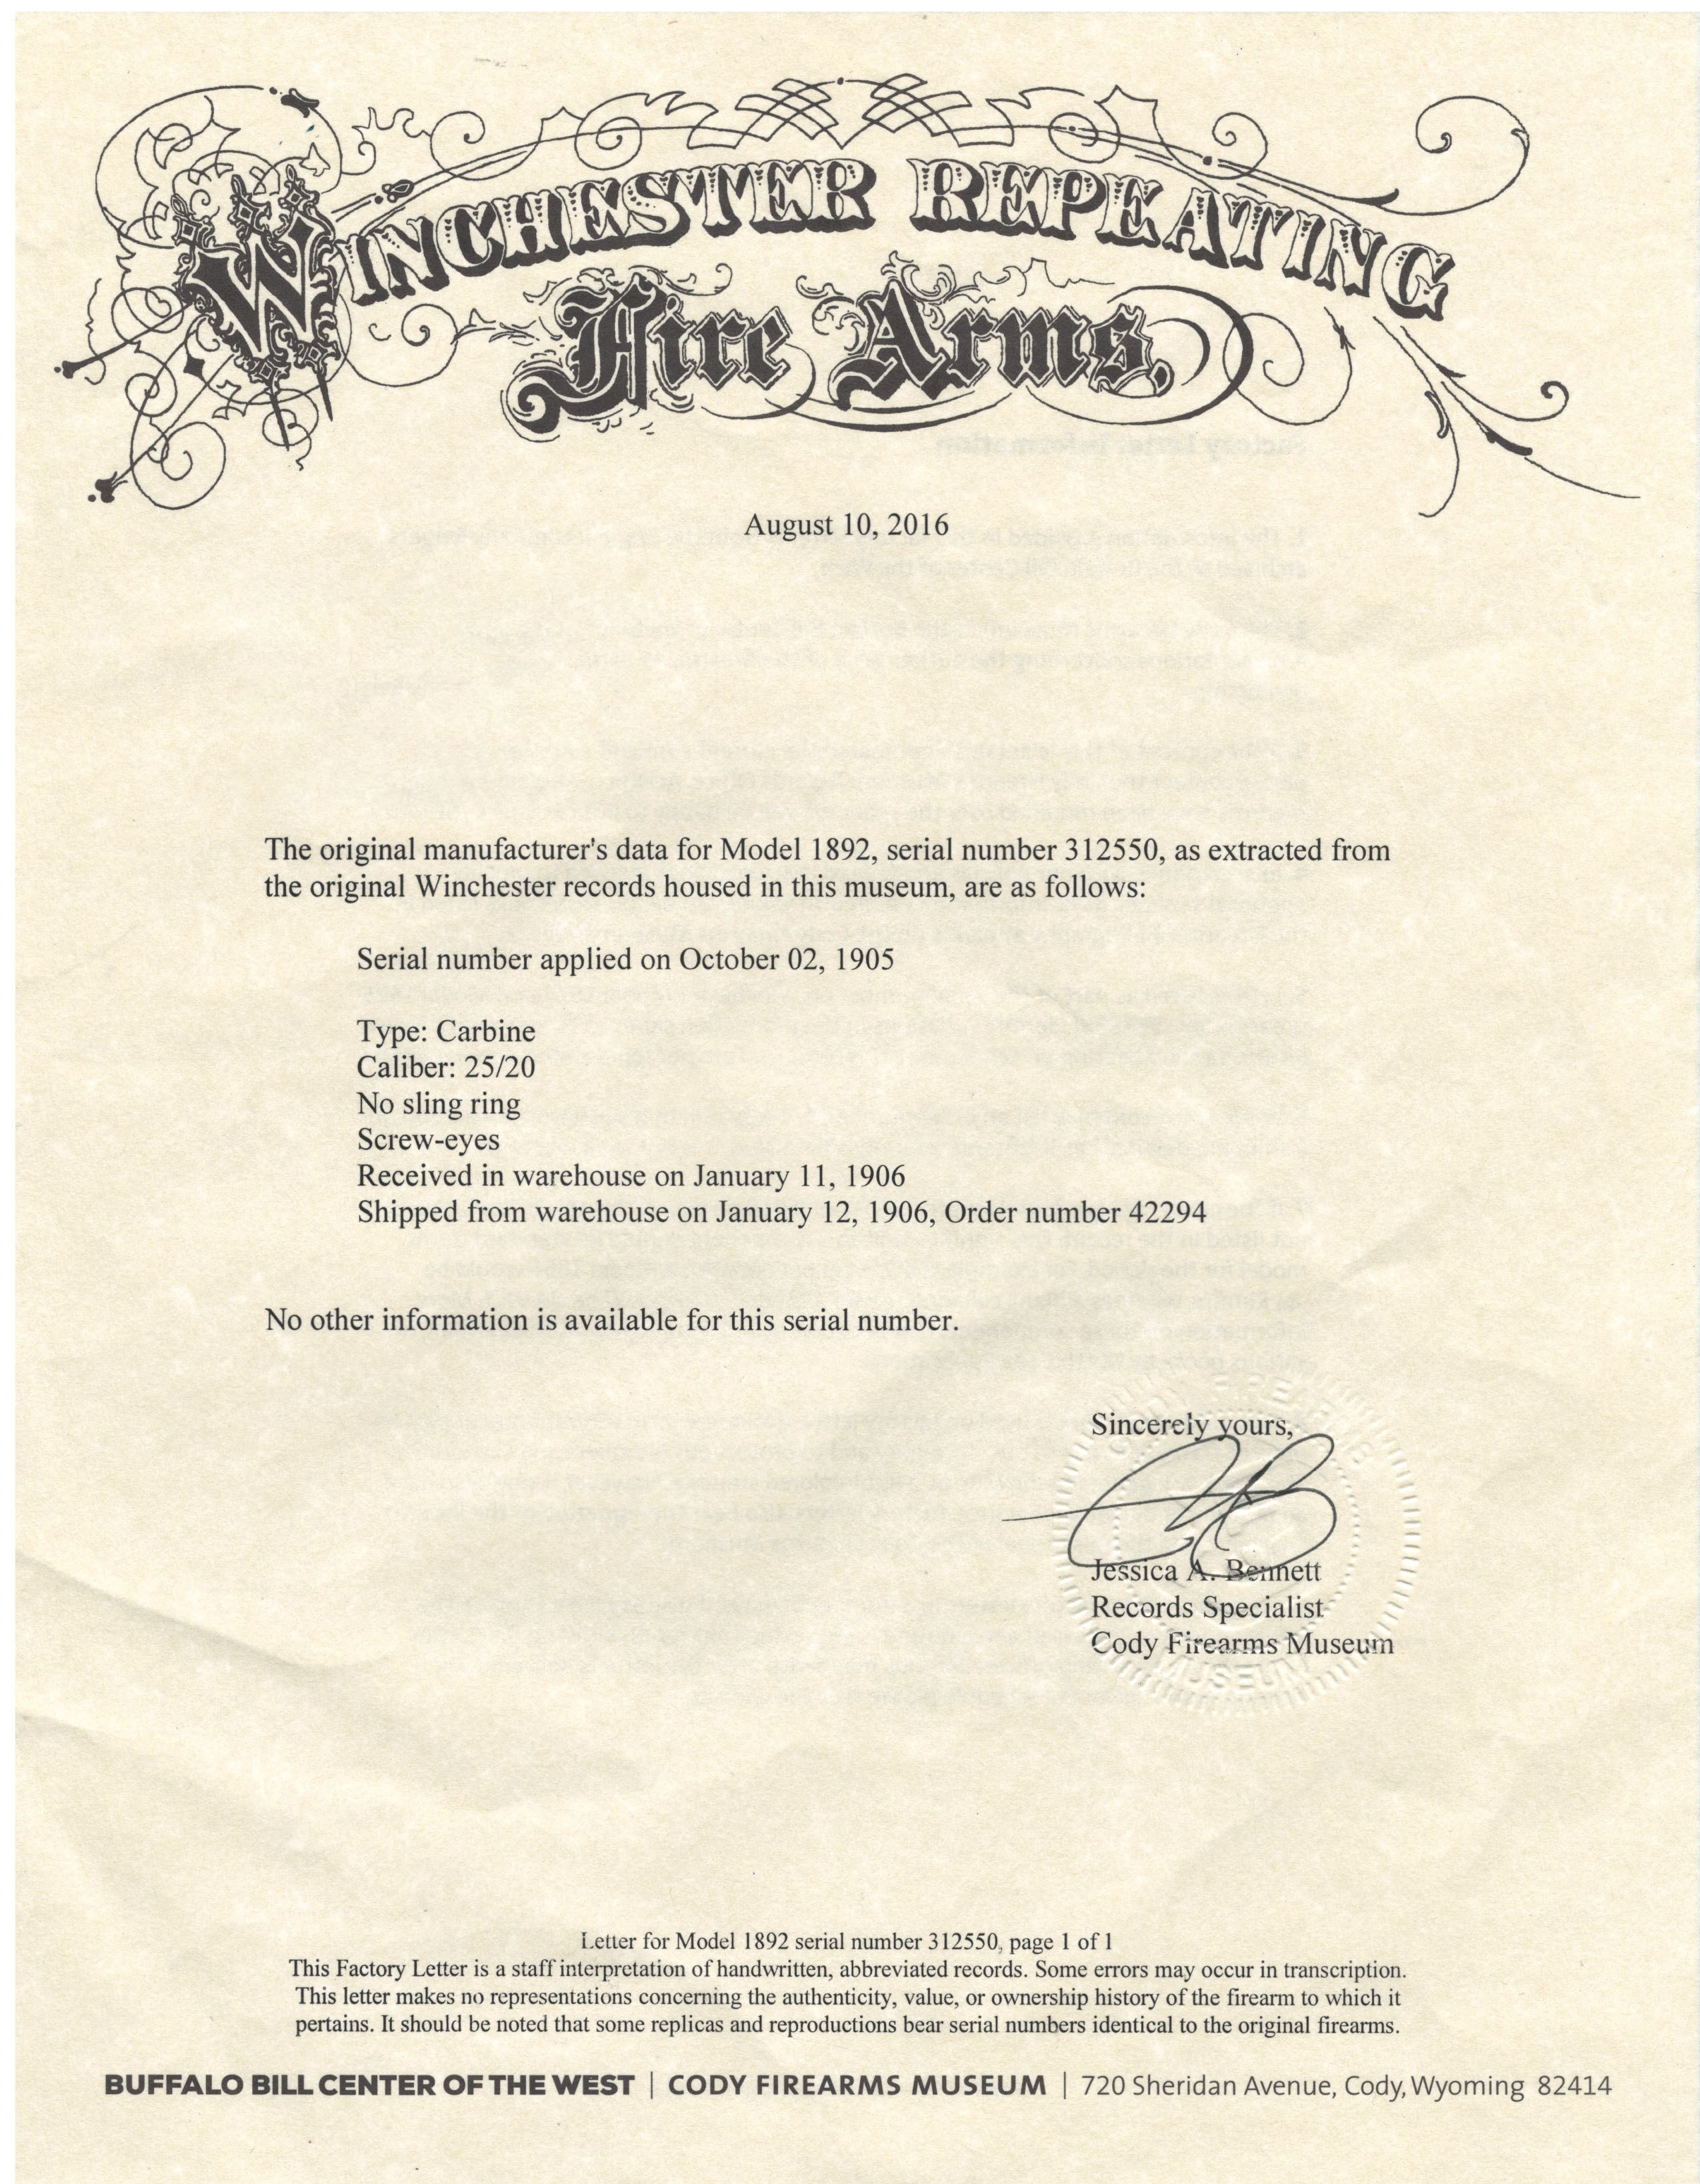 WINCHESTER REPEATING
Fire Arms,
August 10, 2016
The original manufacturer's data for Model 1892, serial number 312550, as extracted from
the original Winchester records housed in this museum, are as follows:
Serial number applied on October 02, 1905
Type: Carbine
Caliber: 25/20
No sling ring
Screw-eyes
Received in warehouse on January 11, 1906
Shipped from warehouse on January 12, 1906, Order number 42294
No other information is available for this serial number.
Sincerely yours,
Jessica A. Bennett
Records Specialist
Cody Firearms Museum
MUSEUM
Letter for Model 1892 serial number 312550, page 1 of 1
This Factory Letter is a staff interpretation of handwritten, abbreviated records. Some errors may occur in transcription.
This letter makes no representations concerning the authenticity, value, or ownership history of the firearm to which it
pertains. It should be noted that some replicas and reproductions bear serial numbers identical to the original firearms.
BUFFALO BILL CENTER OF THE WEST | CODY FIREARMS MUSEUM | 720 Sheridan Avenue, Cody, Wyoming 82414